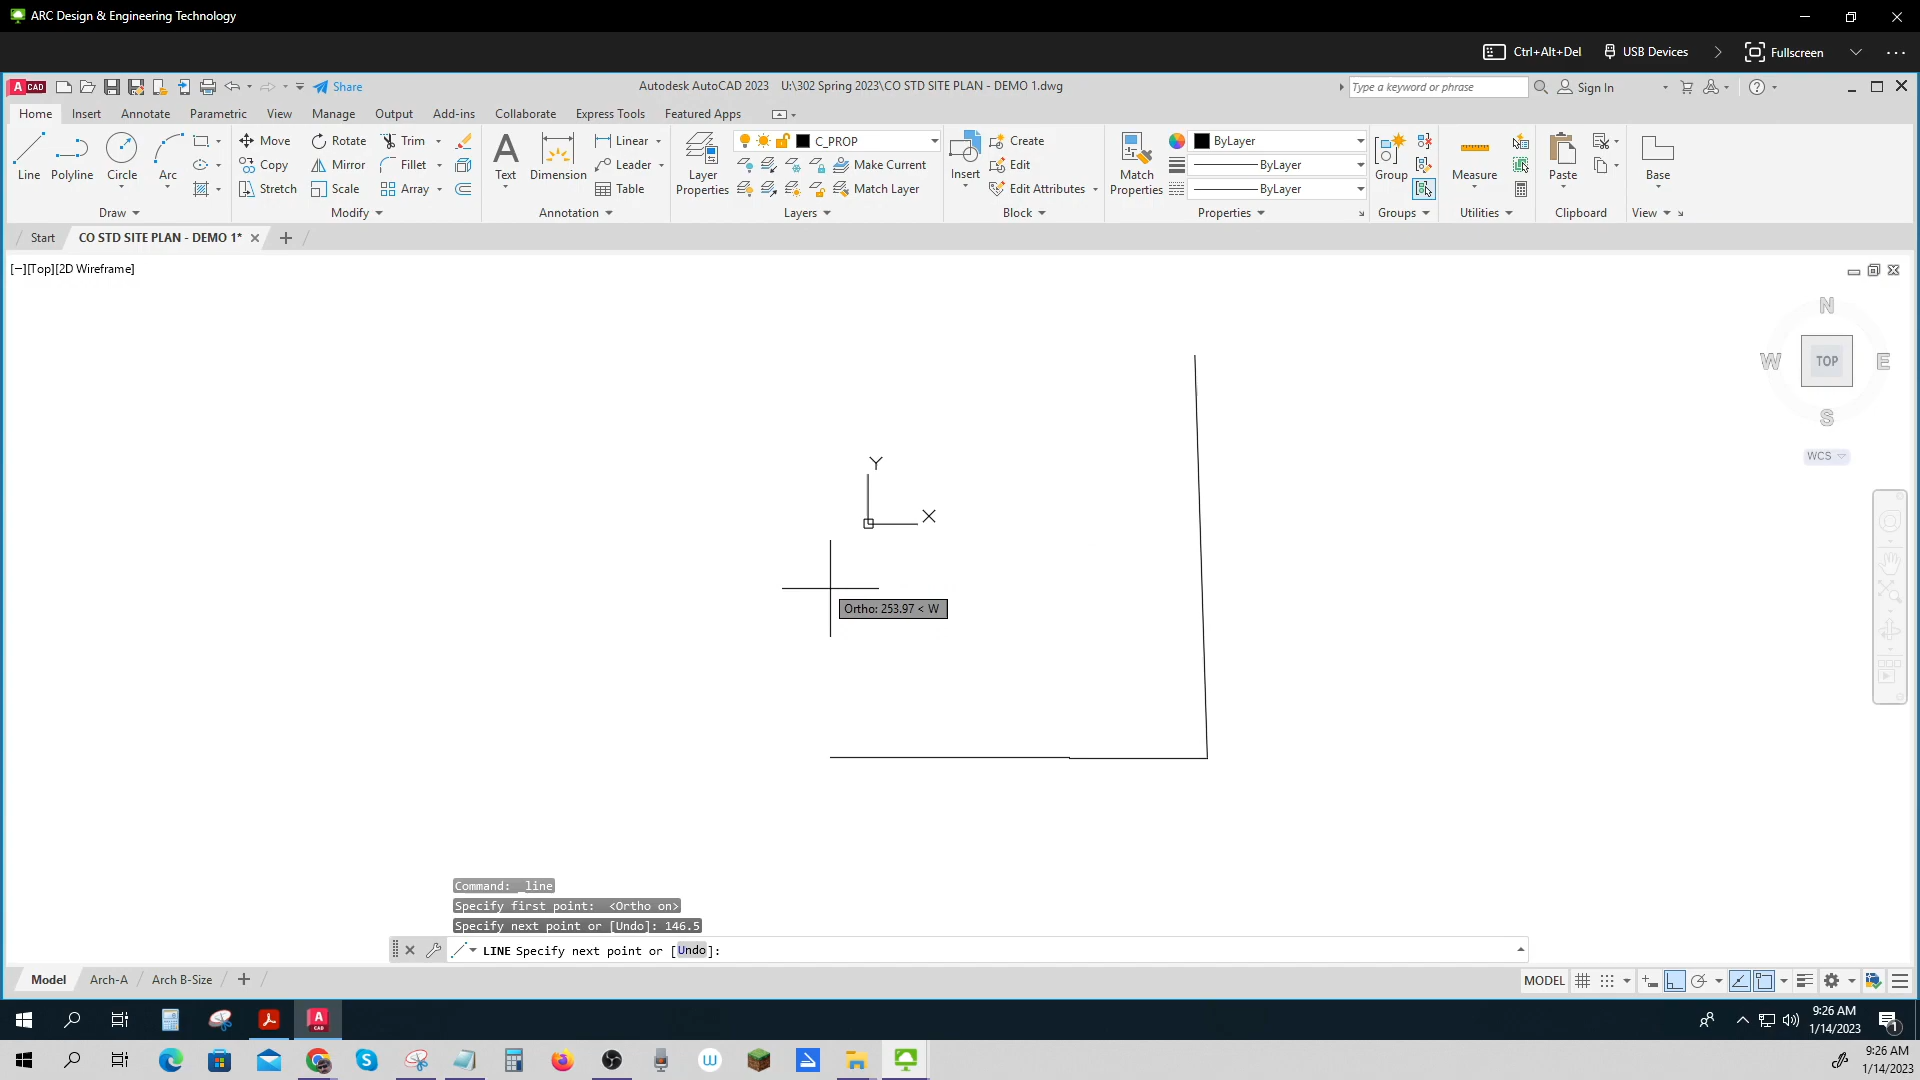 ARC Design & Engineering Technology
Ctrl+Alt+Del USB Devices Fullscreen
A CAD Share Autodesk AutoCAD 2023 U:\302 Spring 2023\CO STD SITE PLAN - DEMO 1.dwg Type a keyword or phrase Sign In
Home Insert Annotate Parametric View Manage Output Add-ins Collaborate Express Tools Featured Apps
Move Rotate Trim Linear C_PROP Create ByLayer
Line Polyline Circle Arc Copy Mirror Fillet Text Dimension Leader Layer Properties Make Current Insert Edit Match Properties ByLayer Group Measure Paste Base
Stretch Scale Array Table Match Layer Edit Attributes ByLayer
Draw Modify Annotation Layers Block Properties Groups Utilities Clipboard View
Start CO STD SITE PLAN - DEMO 1*
[−][Top][2D Wireframe]
N
W TOP E
S
WCS
Y
X
Ortho: 253.97 < W
Command: _line
Specify first point: <Ortho on>
Specify next point or [Undo]: 146.5
LINE Specify next point or [Undo]:
Model Arch-A Arch B-Size MODEL
A CAD 9:26 AM
1/14/2023 1
9:26 AM
1/14/2023